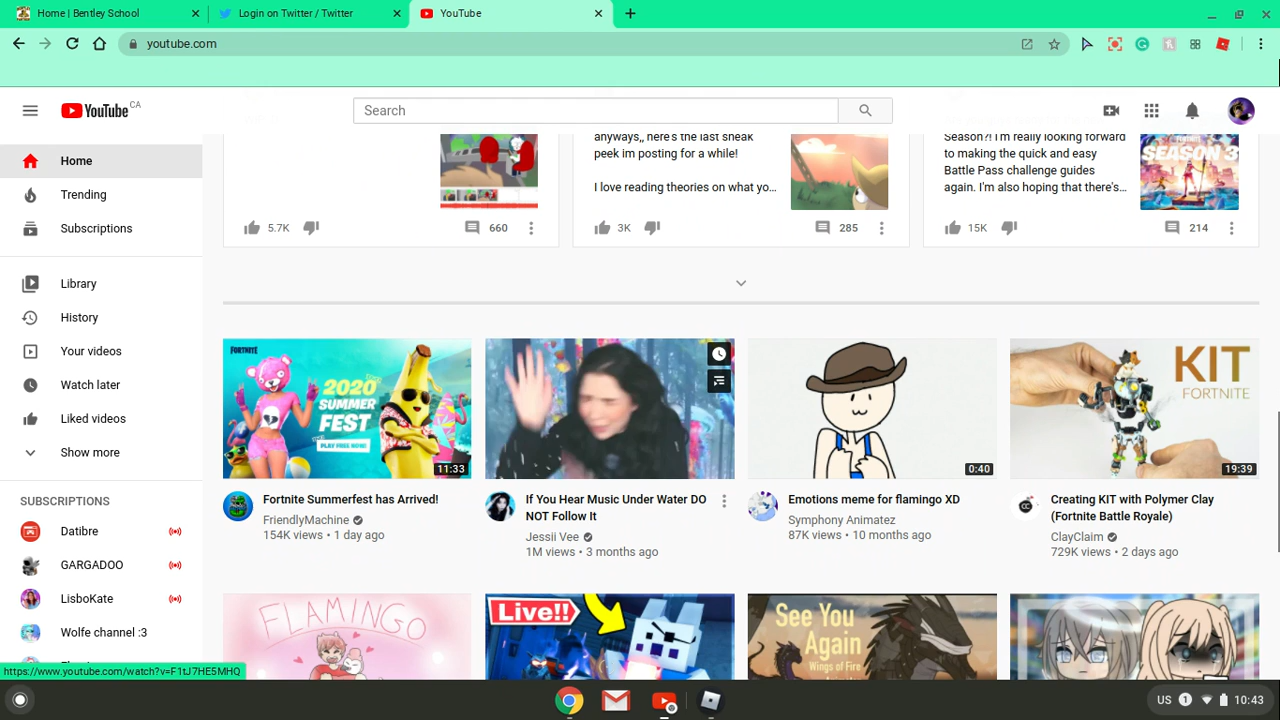 Home | Bentley School
Login on Twitter / Twitter
YouTube
youtube.com
YouTube CA
Search
Home
Trending
Subscriptions
Library
History
Your videos
Watch later
Liked videos
Show more
SUBSCRIPTIONS
Datibre
GARGADOO
LisboKate
Wolfe channel :3
5.7K
660
anyways,, here's the last sneak
peek im posting for a while!
I love reading theories on what yo...
3K
285
Season?! I'm really looking forward
to making the quick and easy
Battle Pass challenge guides
again. I'm also hoping that there's...
SEASON 3
15K
214
FORTNITE
2020
SUMMER
FEST
PLAY FREE NOW!
11:33
Fortnite Summerfest has Arrived!
FriendlyMachine
154K views • 1 day ago
If You Hear Music Under Water DO
NOT Follow It
Jessii Vee
1M views • 3 months ago
0:40
Emotions meme for flamingo XD
Symphony Animatez
87K views • 10 months ago
KIT
FORTNITE
19:39
Creating KIT with Polymer Clay
(Fortnite Battle Royale)
ClayClaim
729K views • 2 days ago
FLAMINGO
Live!!
See You
Again
Wings of Fire
https://www.youtube.com/watch?v=F1tJ7HE5MHQ
US
1
10:43